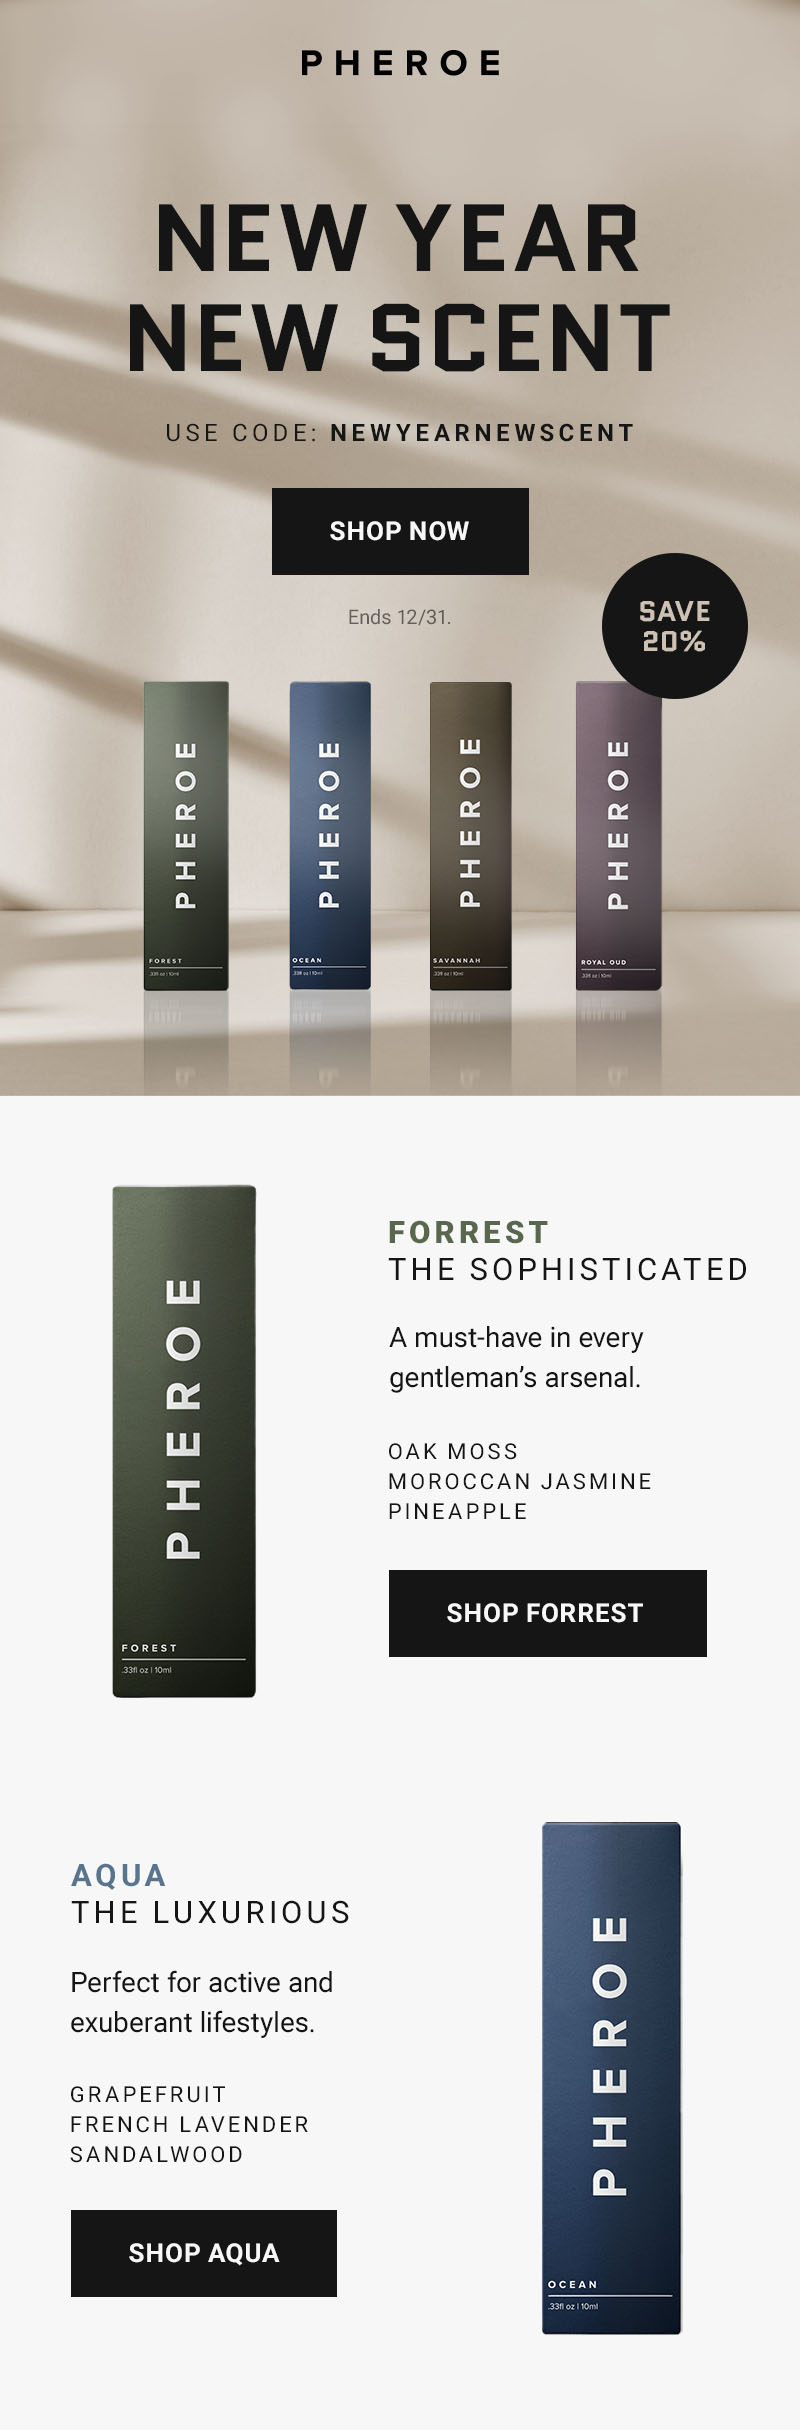 PHEROE
NEW YEAR
NEW SCENT
USE CODE: NEWYEARNEWSCENT
SHOP NOW
Ends 12/31.
SAVE
20%
PHEROE
FOREST
.33fl oz | 10ml
PHEROE
OCEAN
.33fl oz | 10ml
PHEROE
SAVANNAH
.33fl oz | 10ml
PHEROE
ROYAL OUD
.33fl oz | 10ml
PHEROE
FOREST
.33fl oz | 10ml
FORREST
THE SOPHISTICATED
A must-have in every
gentleman’s arsenal.
OAK MOSS
MOROCCAN JASMINE
PINEAPPLE
SHOP FORREST
AQUA
THE LUXURIOUS
Perfect for active and
exuberant lifestyles.
GRAPEFRUIT
FRENCH LAVENDER
SANDALWOOD
SHOP AQUA
PHEROE
OCEAN
.33fl oz | 10ml